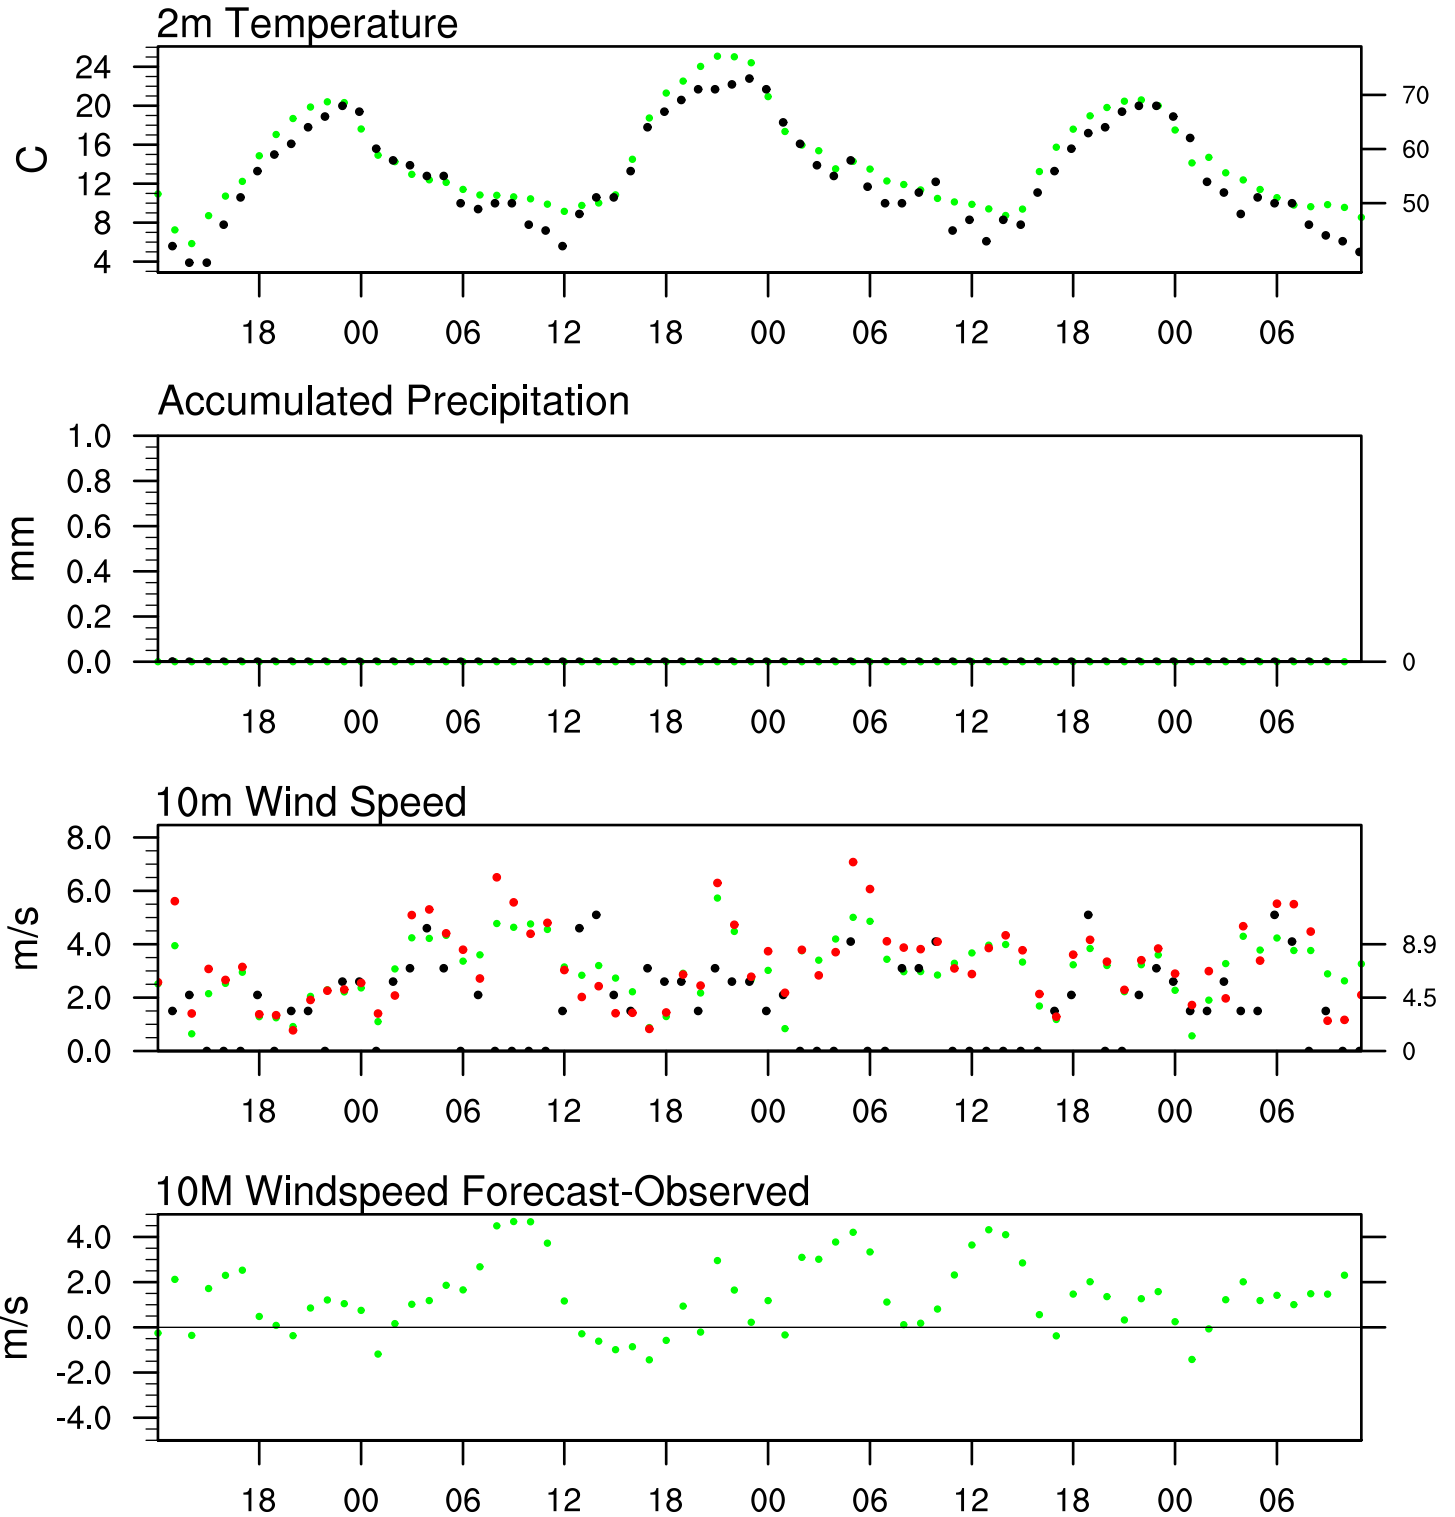 2m Temperature
24
20
16
12
8
4
C
70
60
50
18 00 06 12 18 00 06 12 18 00 06
Accumulated Precipitation
1.0
0.8
0.6
0.4
0.2
0.0
mm
0
18 00 06 12 18 00 06 12 18 00 06
10m Wind Speed
8.0
6.0
4.0
2.0
0.0
m/s
8.9
4.5
0
18 00 06 12 18 00 06 12 18 00 06
10M Windspeed Forecast-Observed
4.0
2.0
0.0
-2.0
-4.0
m/s
18 00 06 12 18 00 06 12 18 00 06